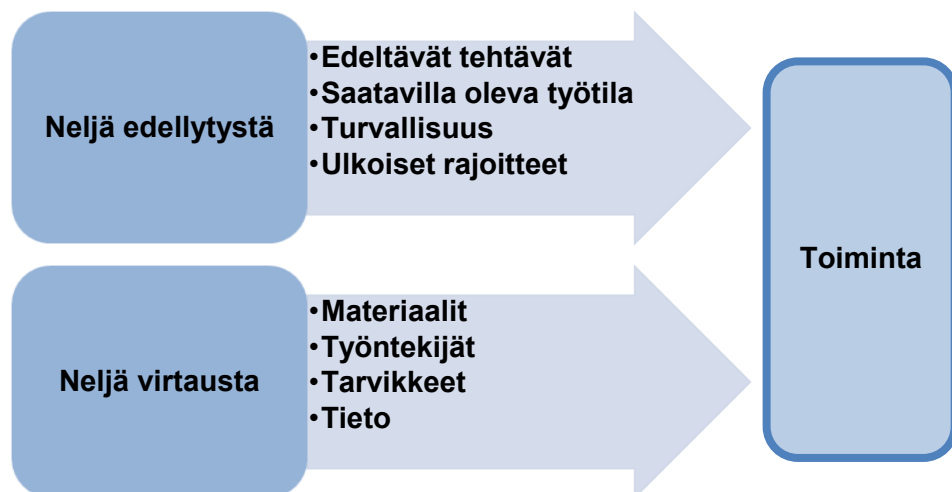 Neljä edellytystä
•Edeltävät tehtävät
•Saatavilla oleva työtila
•Turvallisuus
•Ulkoiset rajoitteet
Neljä virtausta
•Materiaalit
•Työntekijät
•Tarvikkeet
•Tieto
Toiminta